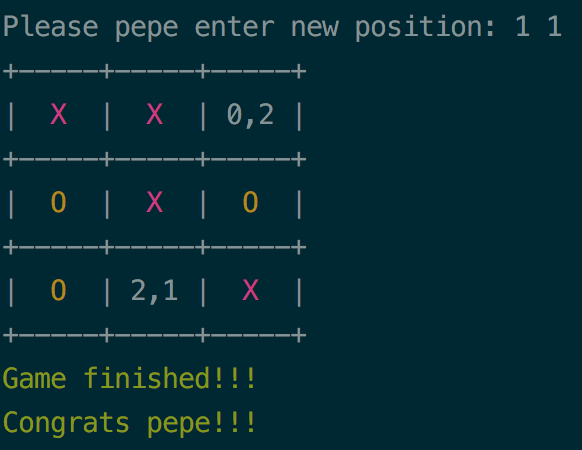 Please pepe enter new position: 1 1
+-----+-----+-----+
|  X  |  X  | 0,2 |
+-----+-----+-----+
|  O  |  X  |  O  |
+-----+-----+-----+
|  O  | 2,1 |  X  |
+-----+-----+-----+
Game finished!!!
Congrats pepe!!!